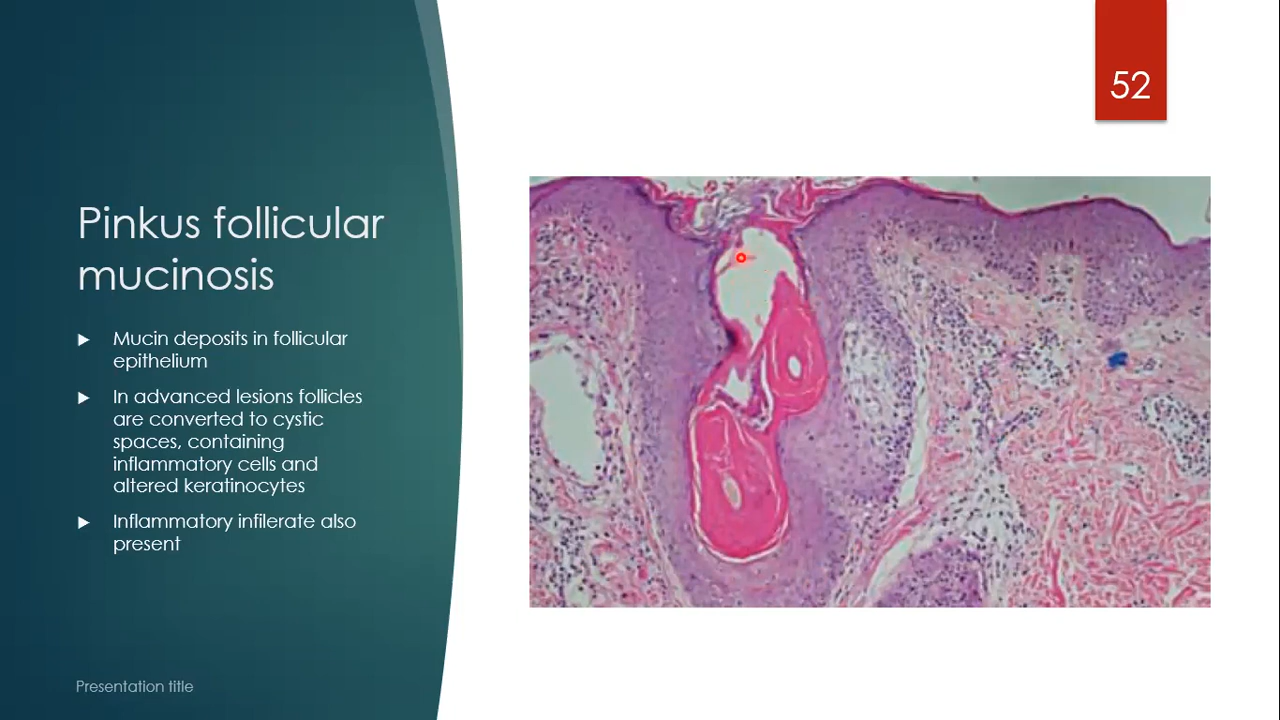 52
Pinkus follicular
mucinosis
Mucin deposits in follicular
epithelium
In advanced lesions follicles
are converted to cystic
spaces, containing
inflammatory cells and
altered keratinocytes
Inflammatory infilerate also
present
Presentation title